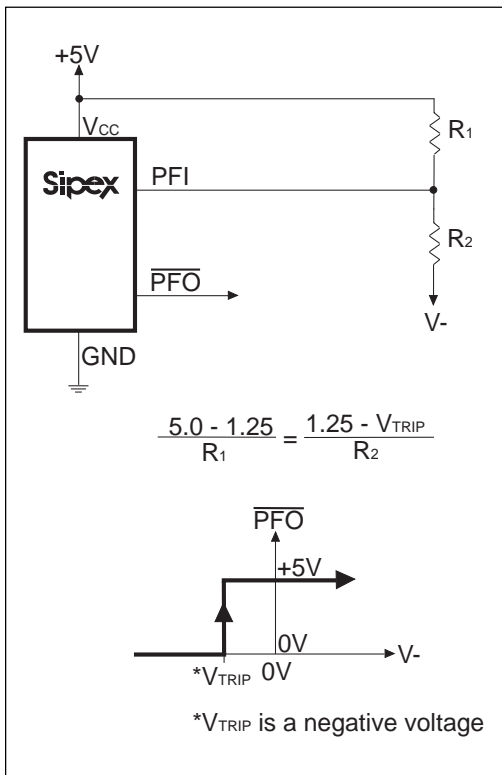 +5V
VCC
R1
Sipex
PFI
R2
PFO
V-
GND
5.0 - 1.25 / R1 = 1.25 - VTRIP / R2
PFO
+5V
0V
V-
*VTRIP 0V
*VTRIP is a negative voltage